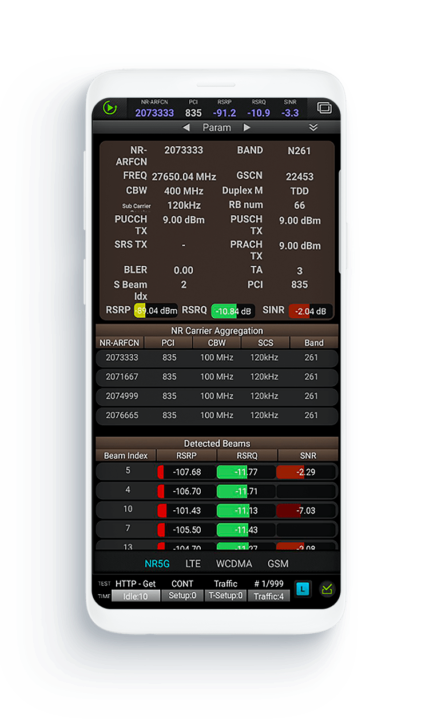 NR-ARFCN PCI RSRP RSRQ SINR
2073333 835 -91.2 -10.9 -3.3
Param
NR-ARFCN 2073333 BAND N261
FREQ 27650.04 MHz GSCN 22453
CBW 400 MHz Duplex M TDD
Sub Carrier 120kHz RB num 66
PUCCH TX 9.00 dBm PUSCH TX 9.00 dBm
SRS TX - PRACH TX 9.00 dBm
BLER 0.00 TA 3
S Beam Idx 2 PCI 835
RSRP -89.04 dBm RSRQ -10.84 dB SINR -2.04 dB
NR Carrier Aggregation
NR-ARFCN PCI CBW SCS Band
2073333 835 100 MHz 120kHz 261
2071667 835 100 MHz 120kHz 261
2074999 835 100 MHz 120kHz 261
2076665 835 100 MHz 120kHz 261
Detected Beams
Beam Index RSRP RSRQ SNR
5 -107.68 -11.77 -2.29
4 -106.70 -11.71
10 -101.43 -11.13 -7.03
7 -105.50 -11.43
13 -104.70 -11.27 -2.08
NR5G LTE WCDMA GSM
TEST HTTP - Get CONT Traffic # 1/999
TIME Idle:10 Setup:0 T-Setup:0 Traffic:4 L